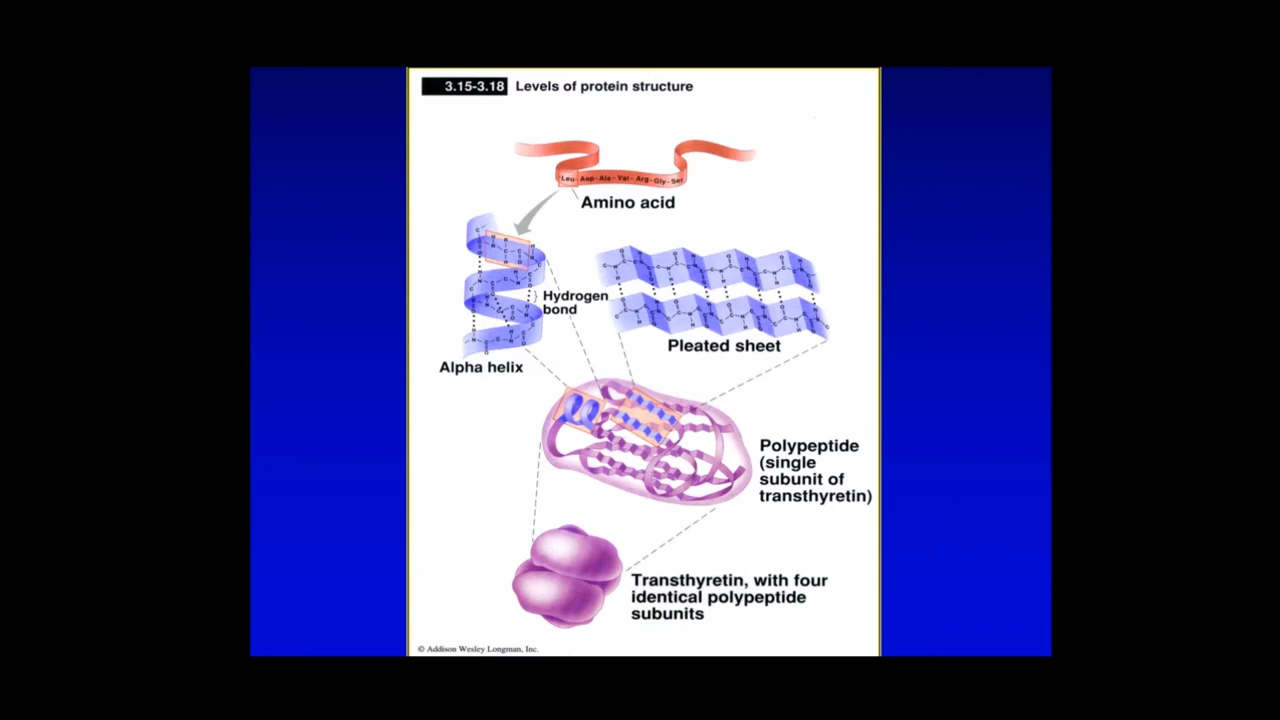 3.15-3.18 Levels of protein structure
Leu-Asp-Ala-Val-Arg-Gly-Ser
Amino acid
Hydrogen
bond
Pleated sheet
Alpha helix
Polypeptide
(single
subunit of
transthyretin)
Transthyretin, with four
identical polypeptide
subunits
© Addison Wesley Longman, Inc.